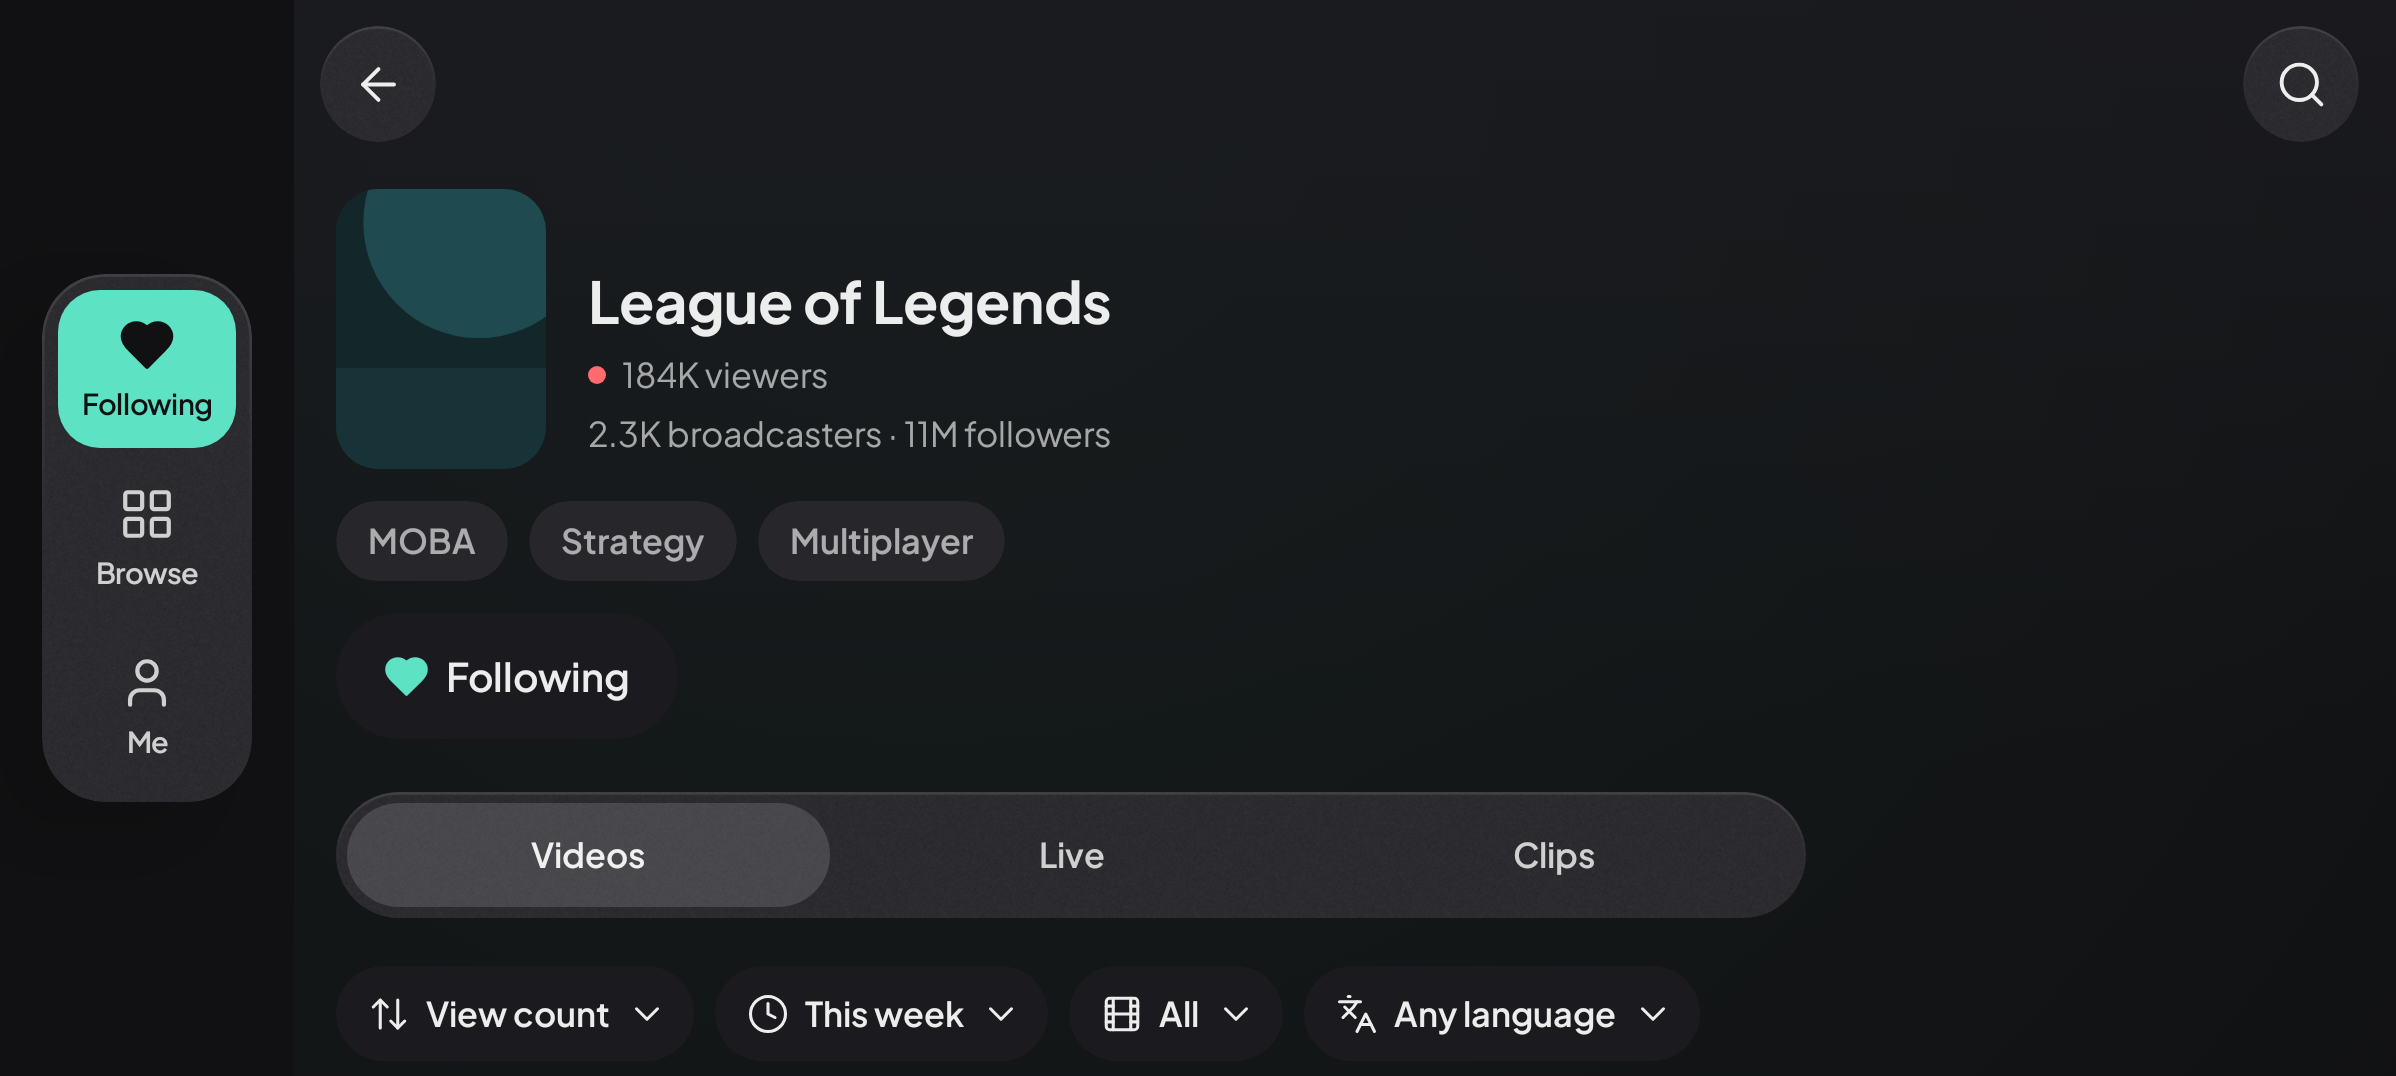 Following
Browse
Me
League of Legends
184K viewers
2.3K broadcasters · 11M followers
MOBA
Strategy
Multiplayer
Following
Videos
Live
Clips
View count
This week
All
Any language